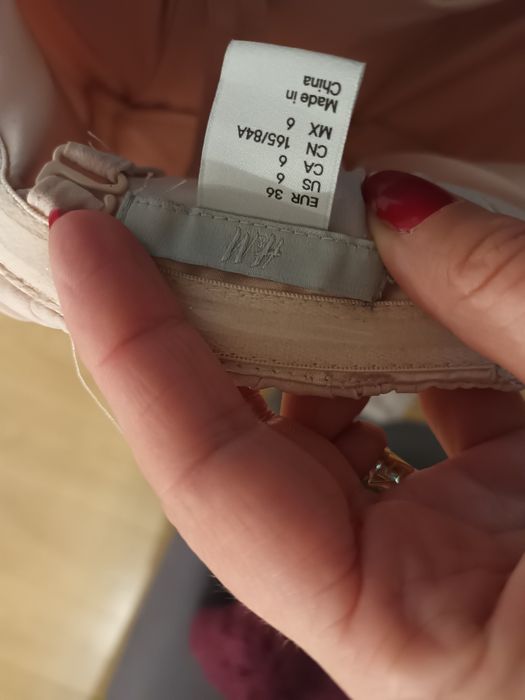 H&M
EUR 36
US 6
CA 6
CN 165/84A
MX 6
Made in
China